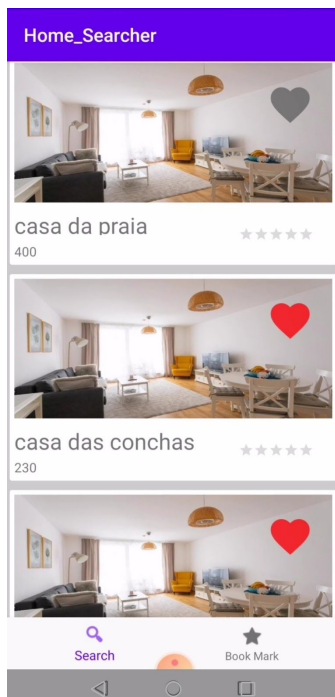 Home_Searcher
casa da praia
400
casa das conchas
230
Search
Book Mark